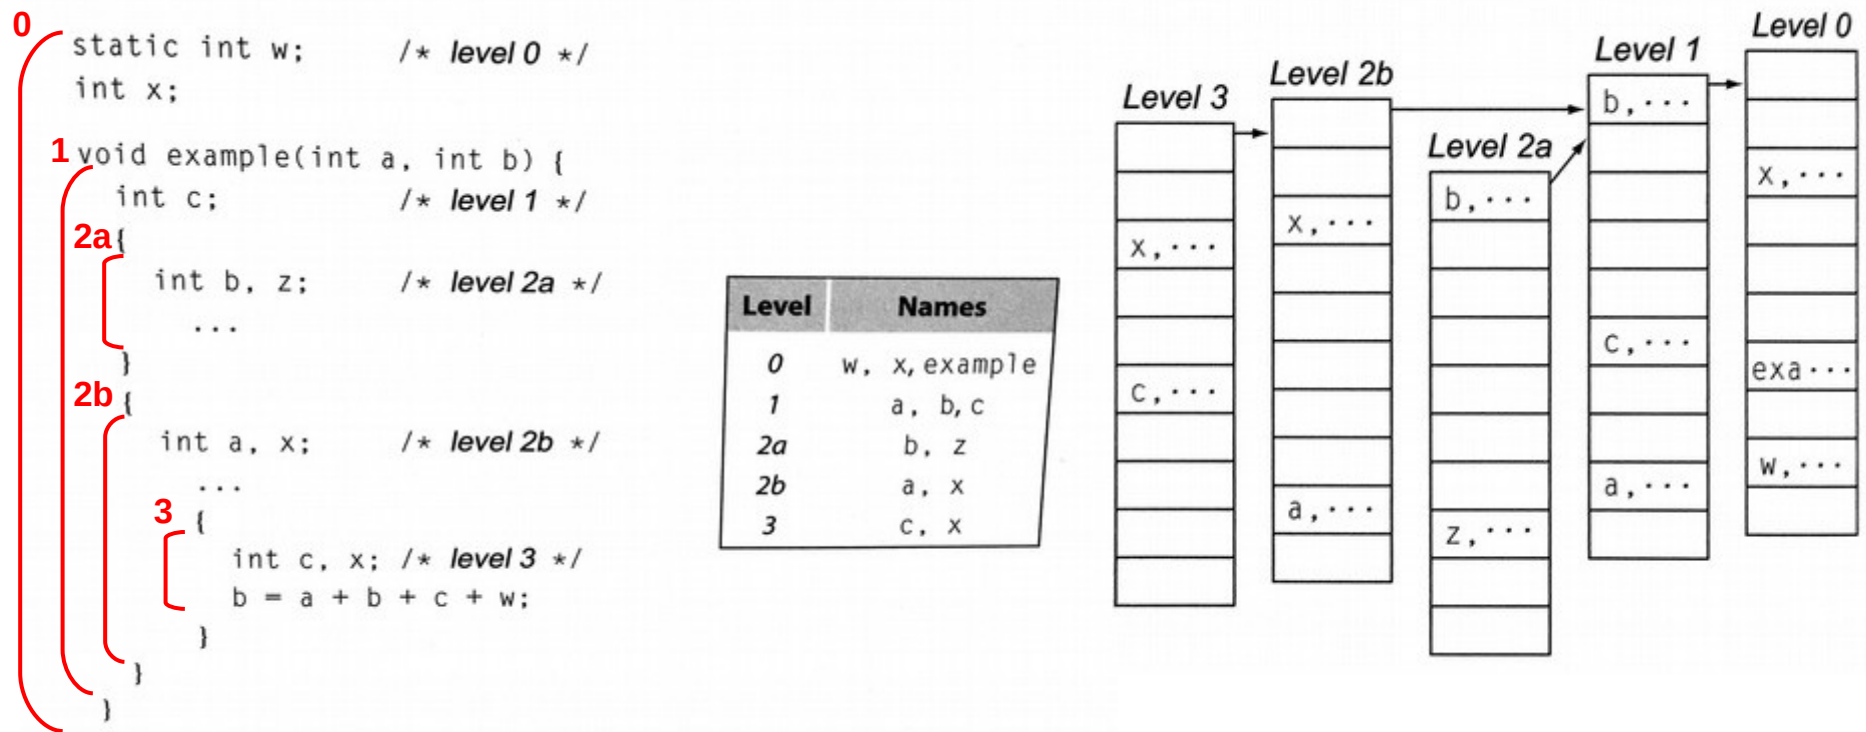 0
static int w; /* level 0 */
int x;
1 void example(int a, int b) {
int c; /* level 1 */
2a {
int b, z; /* level 2a */
...
}
2b {
int a, x; /* level 2b */
...
3 {
int c, x; /* level 3 */
b = a + b + c + w;
}
}
}
Level Names
0 w, x, example
1 a, b, c
2a b, z
2b a, x
3 c, x
Level 3
x, ...
c, ...
Level 2b
x, ...
a, ...
Level 2a
b, ...
z, ...
Level 1
b, ...
c, ...
a, ...
Level 0
x, ...
exa...
w, ...